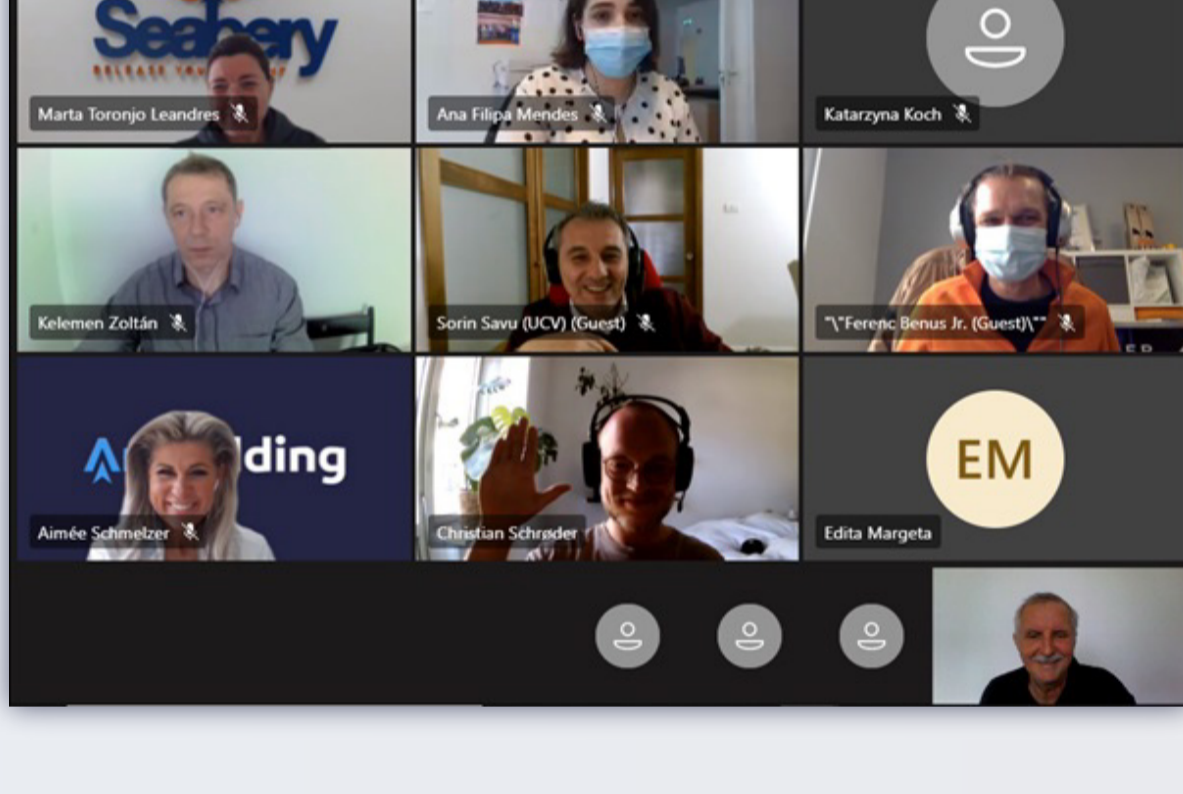 Seabery
Marta Toronjo Leandres
Ana Filipa Mendes
Katarzyna Koch
Kelemen Zoltán
Sorin Savu (UCV) (Guest)
"\"Ferenc Benus Jr. (Guest)\""
ding
Aimée Schmelzer
Christian Schrøder
EM
Edita Margeta